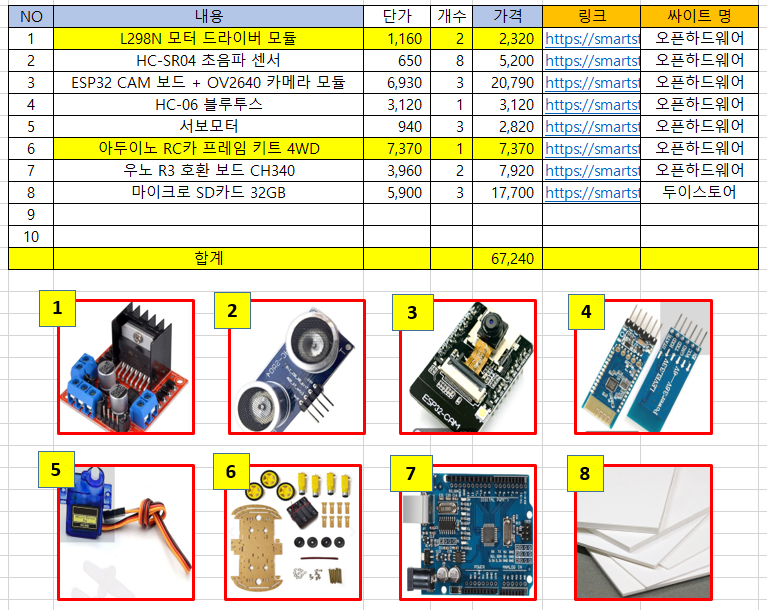 NO 내용 단가 개수 가격 링크 싸이트 명
1 L298N 모터 드라이버 모듈 1,160 2 2,320 https://smartst 오픈하드웨어
2 HC-SR04 초음파 센서 650 8 5,200 https://smartst 오픈하드웨어
3 ESP32 CAM 보드 + OV2640 카메라 모듈 6,930 3 20,790 https://smartst 오픈하드웨어
4 HC-06 블루투스 3,120 1 3,120 https://smartst 오픈하드웨어
5 서보모터 940 3 2,820 https://smartst 오픈하드웨어
6 아두이노 RC카 프레임 키트 4WD 7,370 1 7,370 https://smartst 오픈하드웨어
7 우노 R3 호환 보드 CH340 3,960 2 7,920 https://smartst 오픈하드웨어
8 마이크로 SD카드 32GB 5,900 3 17,700 https://smartst 두이스토어
9
10
합계 67,240
1 2 3 4
ESP32-CAM
LEVEL:3.3V
Power:3.6V---6V
5 6 7 8